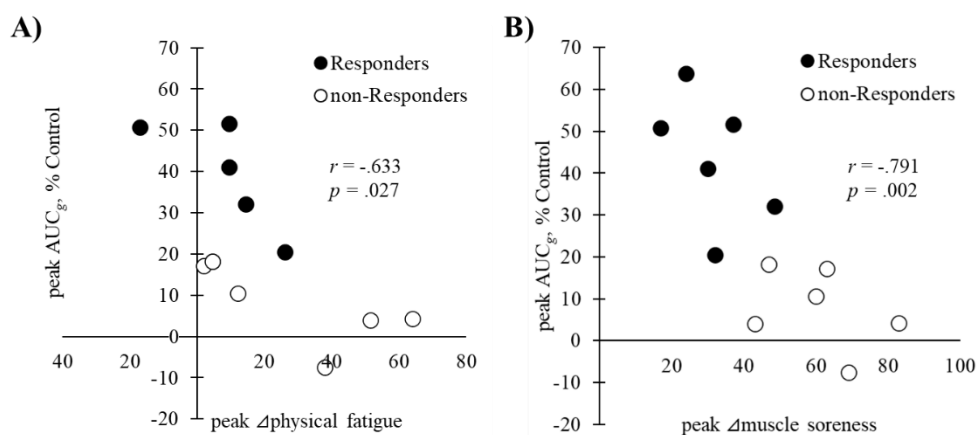 A)
70
60
50
40
30
20
10
0
-10
-20
40
20
20
40
60
80
peak AUCg, % Control
peak ⊿physical fatigue
Responders
non-Responders
r = -.633
p = .027
B)
70
60
50
40
30
20
10
0
-10
-20
20
40
60
80
100
peak AUCg, % Control
peak ⊿muscle soreness
Responders
non-Responders
r = -.791
p = .002